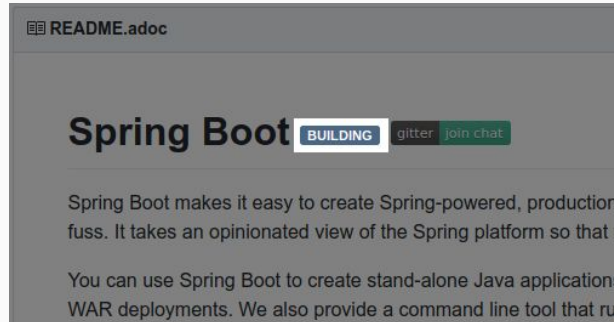 README.adoc
Spring Boot BUILDING gitter join chat
Spring Boot makes it easy to create Spring-powered, production
fuss. It takes an opinionated view of the Spring platform so that
You can use Spring Boot to create stand-alone Java applications
WAR deployments. We also provide a command line tool that ru